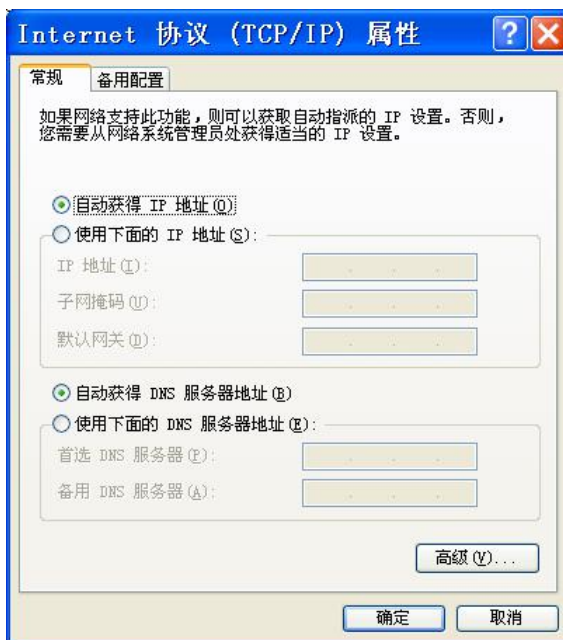 Internet 协议 (TCP/IP) 属性
常规
备用配置
如果网络支持此功能，则可以获取自动指派的 IP 设置。否则，
您需要从网络系统管理员处获得适当的 IP 设置。
自动获得 IP 地址(O)
使用下面的 IP 地址(S):
IP 地址(I):
子网掩码(U):
默认网关(D):
自动获得 DNS 服务器地址(B)
使用下面的 DNS 服务器地址(E):
首选 DNS 服务器(P):
备用 DNS 服务器(A):
高级(V)...
确定
取消